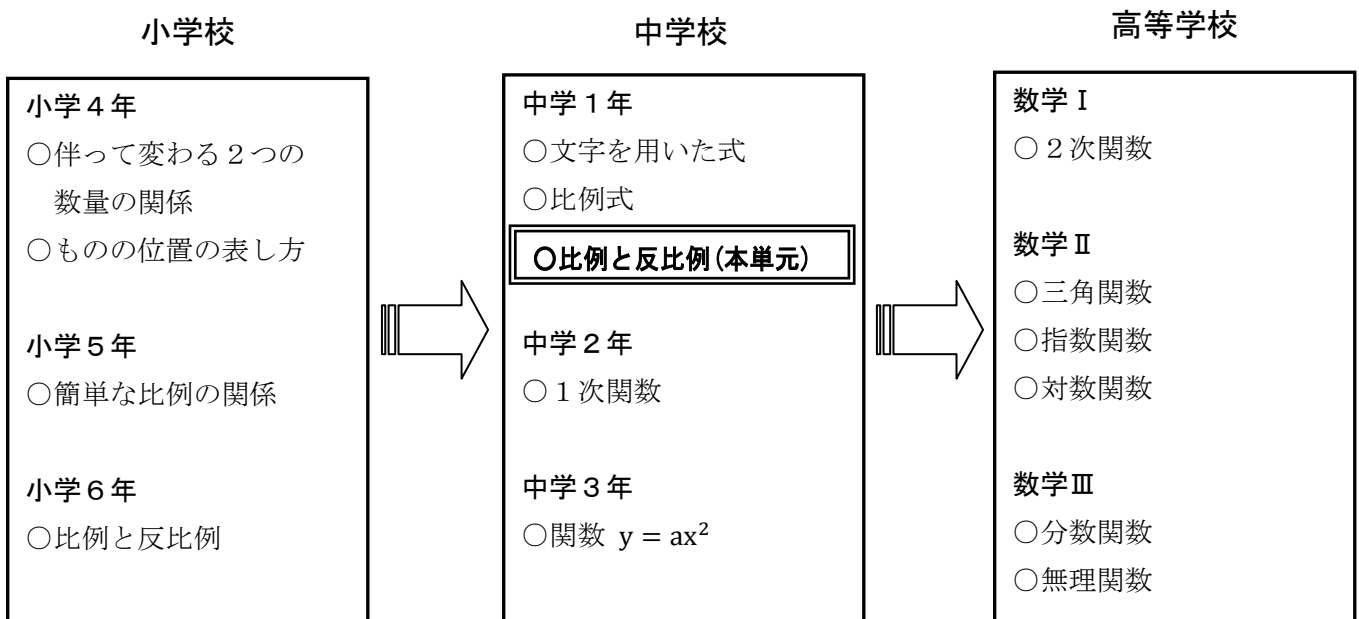 小学校
小学４年
○伴って変わる２つの
数量の関係
○ものの位置の表し方
小学５年
○簡単な比例の関係
小学６年
○比例と反比例
中学校
中学１年
○文字を用いた式
○比例式
○比例と反比例(本単元)
中学２年
○１次関数
中学３年
○関数 y = ax²
高等学校
数学Ⅰ
○２次関数
数学Ⅱ
○三角関数
○指数関数
○対数関数
数学Ⅲ
○分数関数
○無理関数